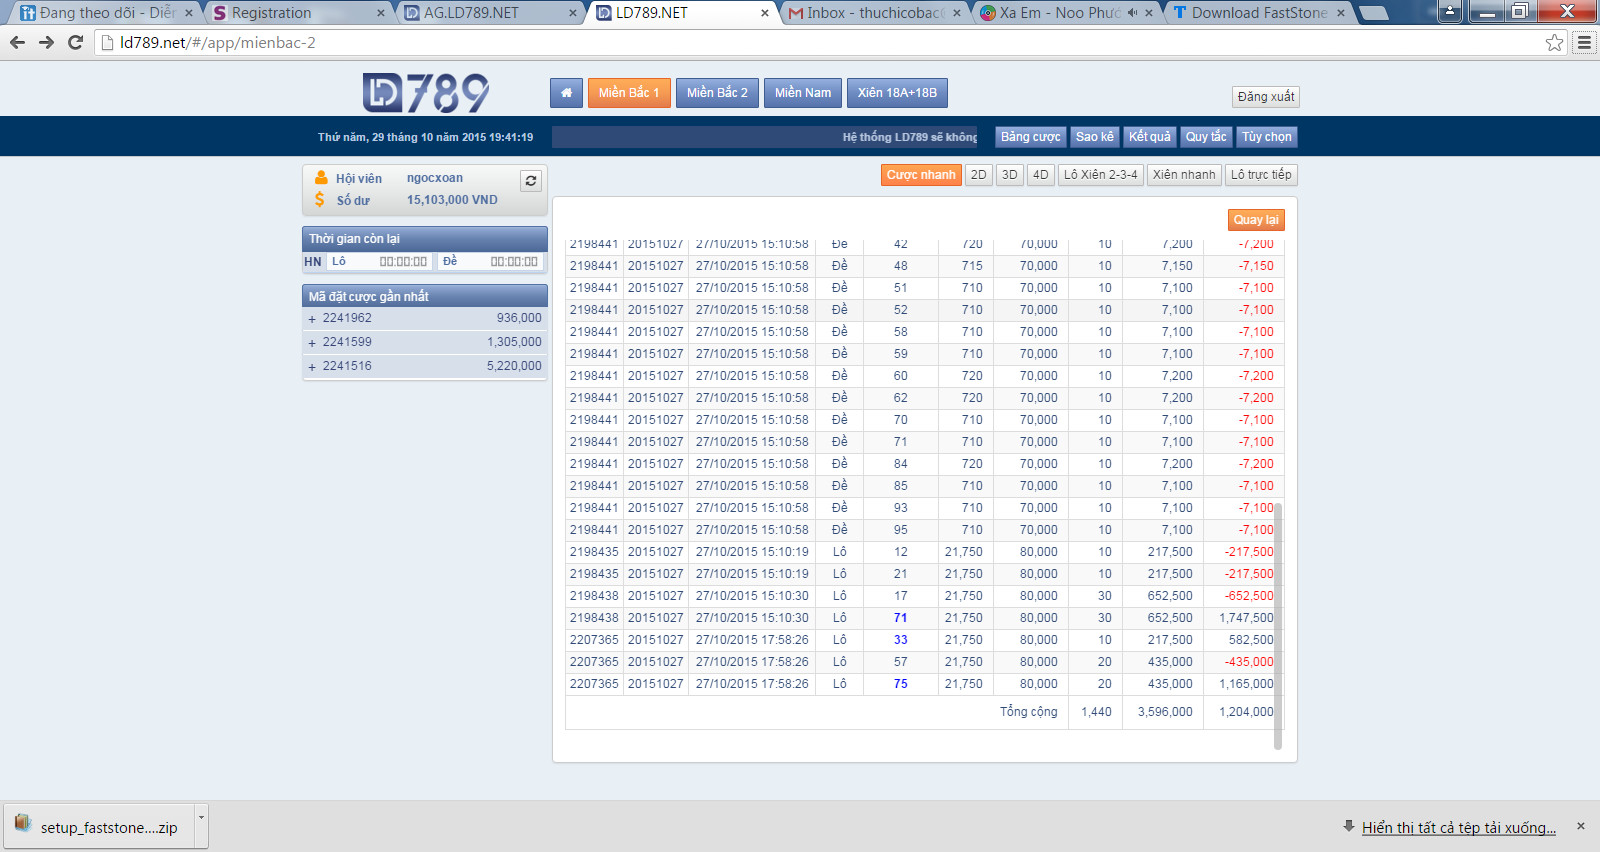 Đang theo dõi - Diễn
Registration
AG.LD789.NET
LD789.NET
Inbox - thuchicobac@
Xa Em - Noo Phướ
Download FastStone
ld789.net/#/app/mienbac-2
LD789
Miền Bắc 1
Miền Bắc 2
Miền Nam
Xiên 18A+18B
Đăng xuất
Thứ năm, 29 tháng 10 năm 2015 19:41:19
Hệ thống LD789 sẽ không
Bảng cược
Sao kê
Kết quả
Quy tắc
Tùy chọn
Hội viên ngocxoan
Số dư 15,103,000 VND
Thời gian còn lại
HN Lô 00:00:00 Đề 00:00:00
Mã đặt cược gần nhất
+ 2241962 936,000
+ 2241599 1,305,000
+ 2241516 5,220,000
Cược nhanh
2D
3D
4D
Lô Xiên 2-3-4
Xiên nhanh
Lô trực tiếp
Quay lại
2198441 20151027 27/10/2015 15:10:58 Đề 42 720 70,000 10 7,200 -7,200
2198441 20151027 27/10/2015 15:10:58 Đề 48 715 70,000 10 7,150 -7,150
2198441 20151027 27/10/2015 15:10:58 Đề 51 710 70,000 10 7,100 -7,100
2198441 20151027 27/10/2015 15:10:58 Đề 52 710 70,000 10 7,100 -7,100
2198441 20151027 27/10/2015 15:10:58 Đề 58 710 70,000 10 7,100 -7,100
2198441 20151027 27/10/2015 15:10:58 Đề 59 710 70,000 10 7,100 -7,100
2198441 20151027 27/10/2015 15:10:58 Đề 60 720 70,000 10 7,200 -7,200
2198441 20151027 27/10/2015 15:10:58 Đề 62 720 70,000 10 7,200 -7,200
2198441 20151027 27/10/2015 15:10:58 Đề 70 710 70,000 10 7,100 -7,100
2198441 20151027 27/10/2015 15:10:58 Đề 71 710 70,000 10 7,100 -7,100
2198441 20151027 27/10/2015 15:10:58 Đề 84 720 70,000 10 7,200 -7,200
2198441 20151027 27/10/2015 15:10:58 Đề 85 710 70,000 10 7,100 -7,100
2198441 20151027 27/10/2015 15:10:58 Đề 93 710 70,000 10 7,100 -7,100
2198441 20151027 27/10/2015 15:10:58 Đề 95 710 70,000 10 7,100 -7,100
2198435 20151027 27/10/2015 15:10:19 Lô 12 21,750 80,000 10 217,500 -217,500
2198435 20151027 27/10/2015 15:10:19 Lô 21 21,750 80,000 10 217,500 -217,500
2198438 20151027 27/10/2015 15:10:30 Lô 17 21,750 80,000 30 652,500 -652,500
2198438 20151027 27/10/2015 15:10:30 Lô 71 21,750 80,000 30 652,500 1,747,500
2207365 20151027 27/10/2015 17:58:26 Lô 33 21,750 80,000 10 217,500 582,500
2207365 20151027 27/10/2015 17:58:26 Lô 57 21,750 80,000 20 435,000 -435,000
2207365 20151027 27/10/2015 17:58:26 Lô 75 21,750 80,000 20 435,000 1,165,000
Tổng cộng 1,440 3,596,000 1,204,000
setup_faststone....zip
Hiển thị tất cả tệp tải xuống...